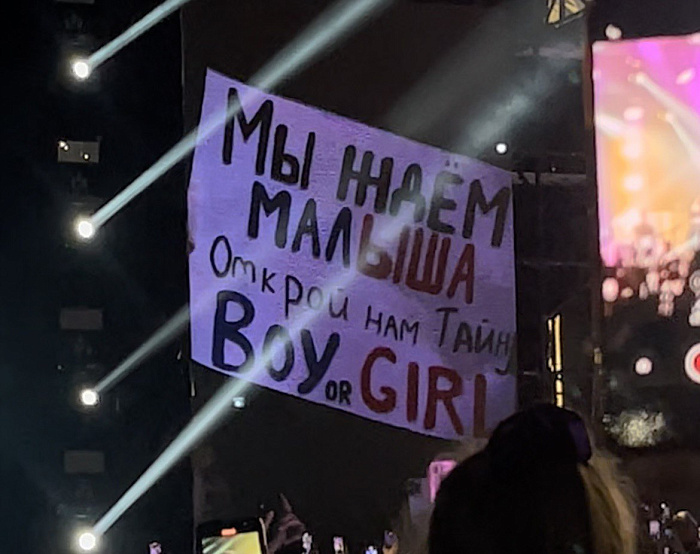 Мы ждём
малыша
Открой нам тайну
BOY OR GIRL